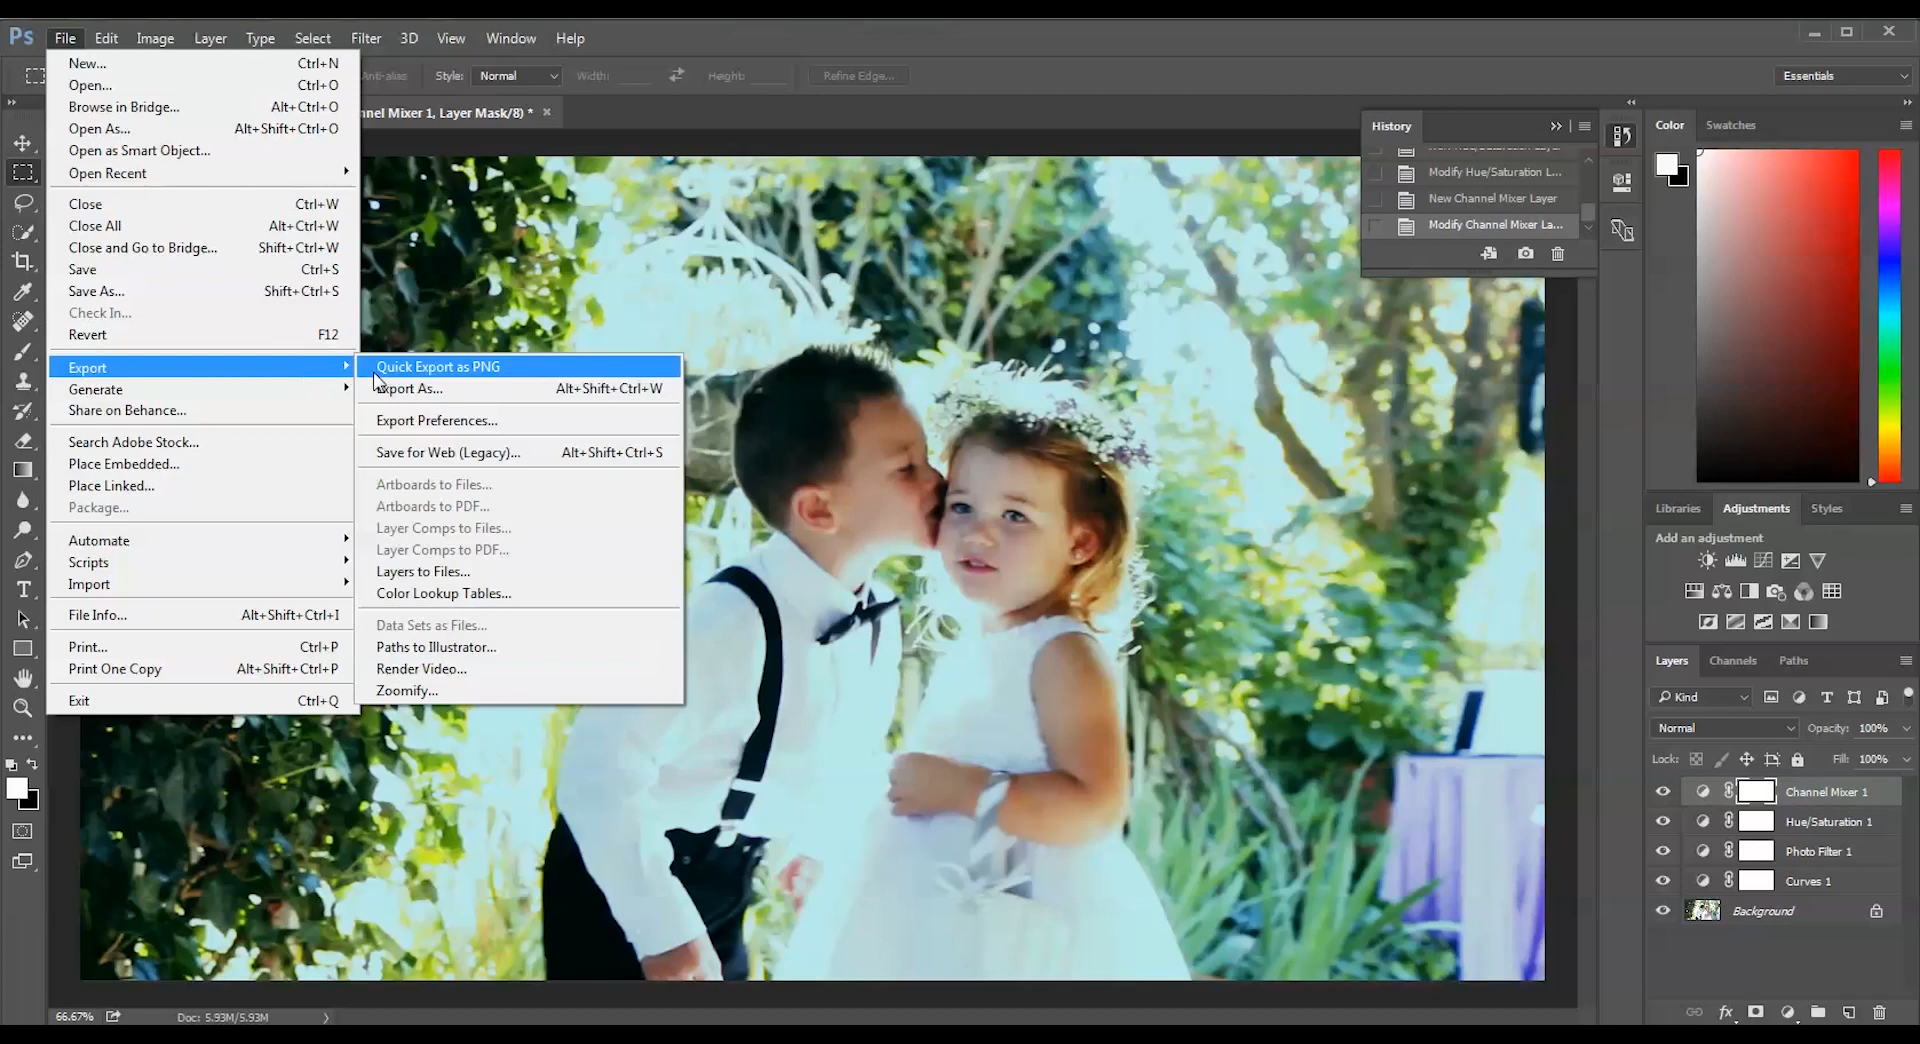 Ps File Edit Image Layer Type Select Filter 3D View Window Help
Anti-alias Style: Normal Width: Height: Refine Edge... Essentials
nnel Mixer 1, Layer Mask/8) *
New... Ctrl+N
Open... Ctrl+O
Browse in Bridge... Alt+Ctrl+O
Open As... Alt+Shift+Ctrl+O
Open as Smart Object...
Open Recent
Close Ctrl+W
Close All Alt+Ctrl+W
Close and Go to Bridge... Shift+Ctrl+W
Save Ctrl+S
Save As... Shift+Ctrl+S
Check In...
Revert F12
Export
Generate
Share on Behance...
Search Adobe Stock...
Place Embedded...
Place Linked...
Package...
Automate
Scripts
Import
File Info... Alt+Shift+Ctrl+I
Print... Ctrl+P
Print One Copy Alt+Shift+Ctrl+P
Exit Ctrl+Q
Quick Export as PNG
Export As... Alt+Shift+Ctrl+W
Export Preferences...
Save for Web (Legacy)... Alt+Shift+Ctrl+S
Artboards to Files...
Artboards to PDF...
Layer Comps to Files...
Layer Comps to PDF...
Layers to Files...
Color Lookup Tables...
Data Sets as Files...
Paths to Illustrator...
Render Video...
Zoomify...
History
Modify Hue/Saturation L...
New Channel Mixer Layer
Modify Channel Mixer La...
Color Swatches
Libraries Adjustments Styles
Add an adjustment
Layers Channels Paths
Kind
Normal Opacity: 100%
Lock: Fill: 100%
Channel Mixer 1
Hue/Saturation 1
Photo Filter 1
Curves 1
Background
66.67% Doc: 5.93M/5.93M